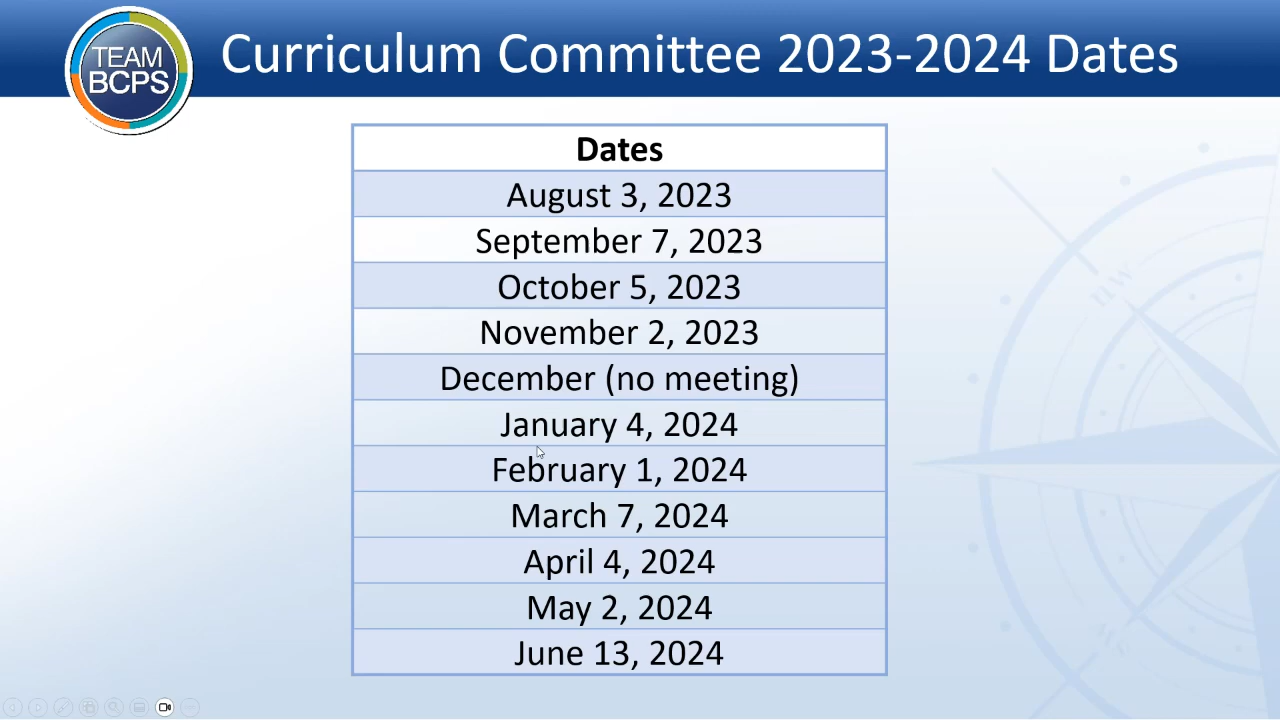 TEAM
BCPS
Curriculum Committee 2023-2024 Dates
Dates
August 3, 2023
September 7, 2023
October 5, 2023
November 2, 2023
December (no meeting)
January 4, 2024
February 1, 2024
March 7, 2024
April 4, 2024
May 2, 2024
June 13, 2024